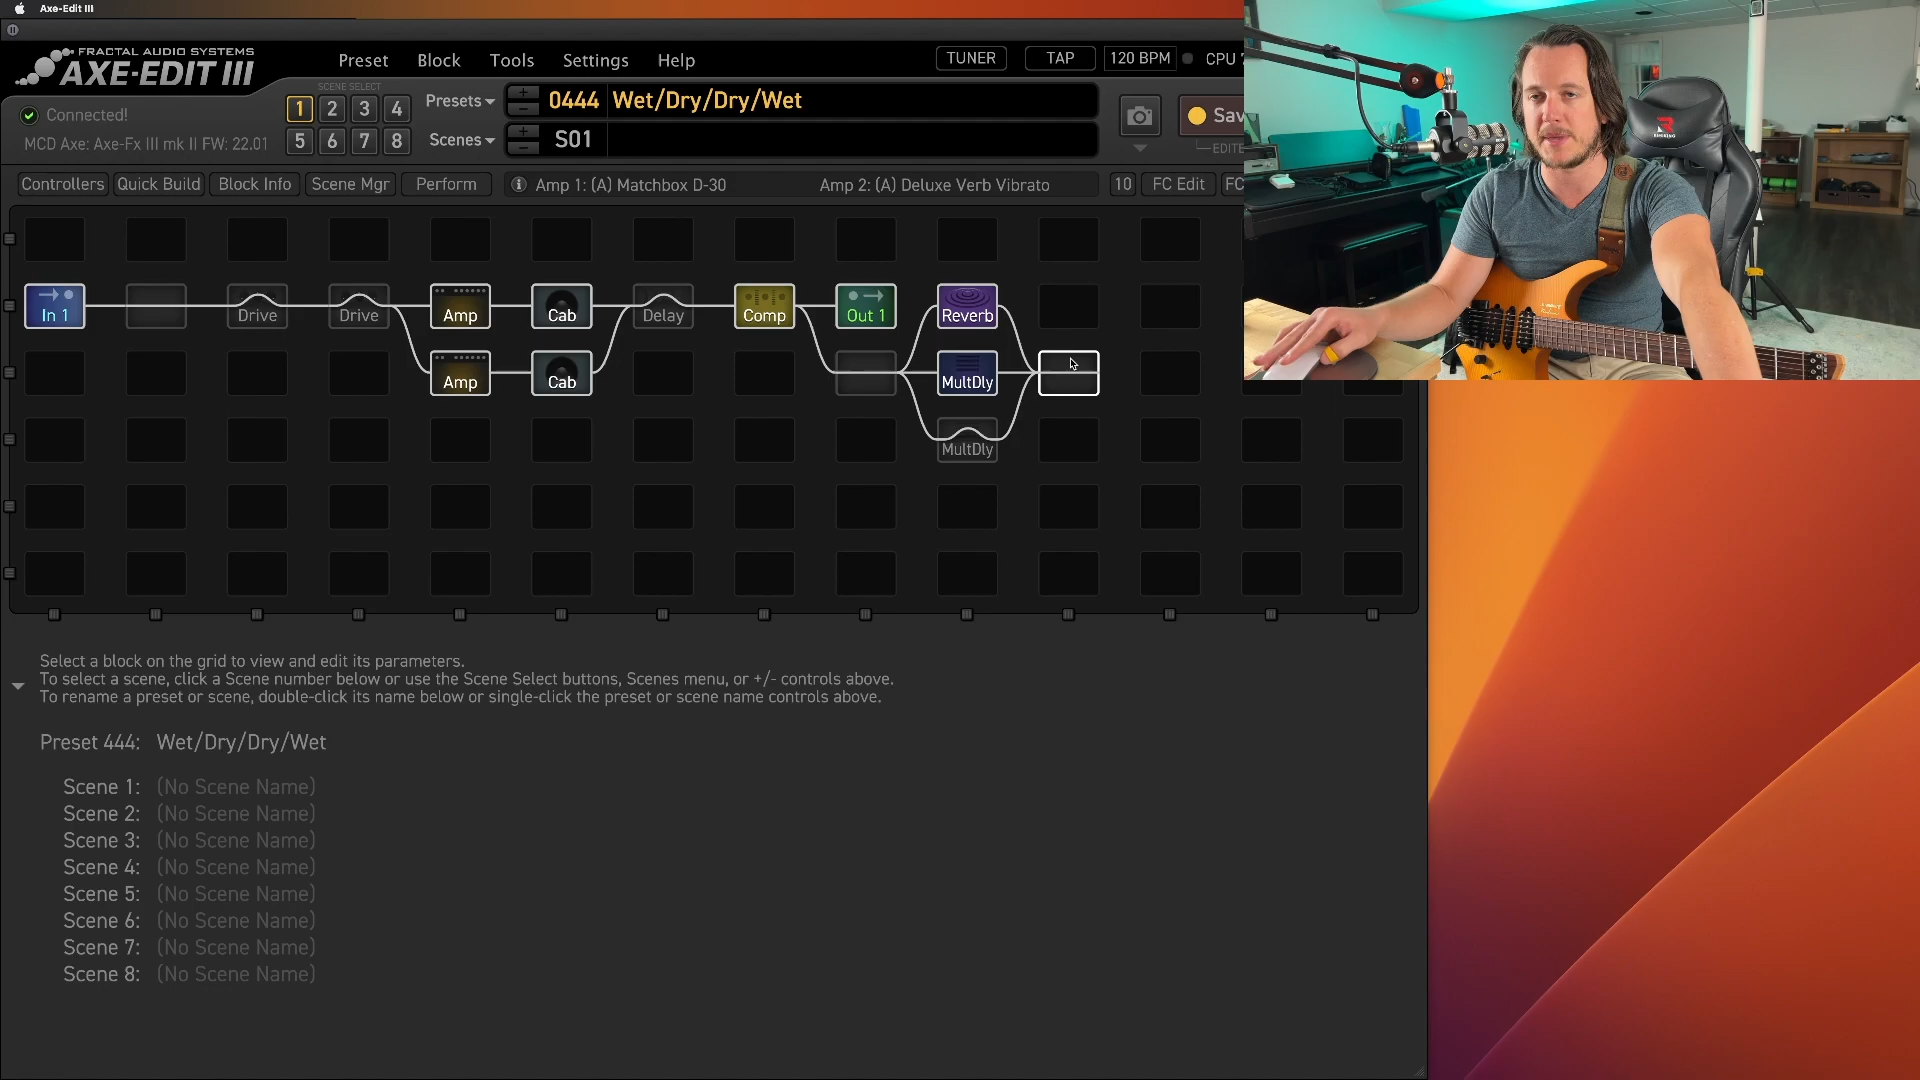 Axe-Edit III
FRACTAL AUDIO SYSTEMS
AXE-EDIT III
Preset Block Tools Settings Help
TUNER TAP 120 BPM CPU
Connected!
MCD Axe: Axe-Fx III mk II FW: 22.01
SCENE SELECT
1 2 3 4
5 6 7 8
Presets 0444 Wet/Dry/Dry/Wet
Scenes S01
Sav
EDITE
Controllers Quick Build Block Info Scene Mgr Perform Amp 1: (A) Matchbox D-30 Amp 2: (A) Deluxe Verb Vibrato 10 FC Edit FC
In 1 Drive Drive Amp Cab Delay Comp Out 1 Reverb
Amp Cab MultDly
MultDly
Select a block on the grid to view and edit its parameters.
To select a scene, click a Scene number below or use the Scene Select buttons, Scenes menu, or +/- controls above.
To rename a preset or scene, double-click its name below or single-click the preset or scene name controls above.
Preset 444: Wet/Dry/Dry/Wet
Scene 1: (No Scene Name)
Scene 2: (No Scene Name)
Scene 3: (No Scene Name)
Scene 4: (No Scene Name)
Scene 5: (No Scene Name)
Scene 6: (No Scene Name)
Scene 7: (No Scene Name)
Scene 8: (No Scene Name)